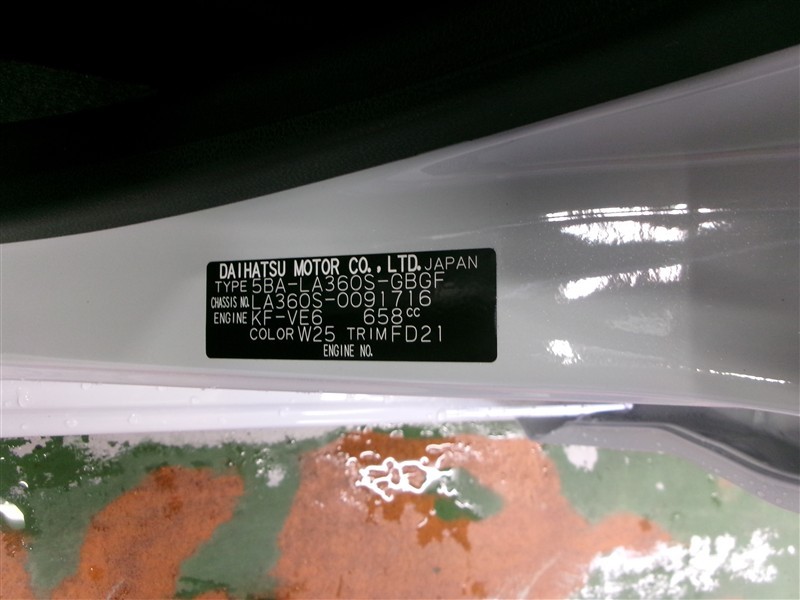 DAIHATSU MOTOR CO., LTD. JAPAN
TYPE 5BA-LA360S-GBGF
CHASSIS NO. LA360S-0091716
ENGINE KF-VE6 658cc
COLOR W25 TRIM FD21
ENGINE NO.